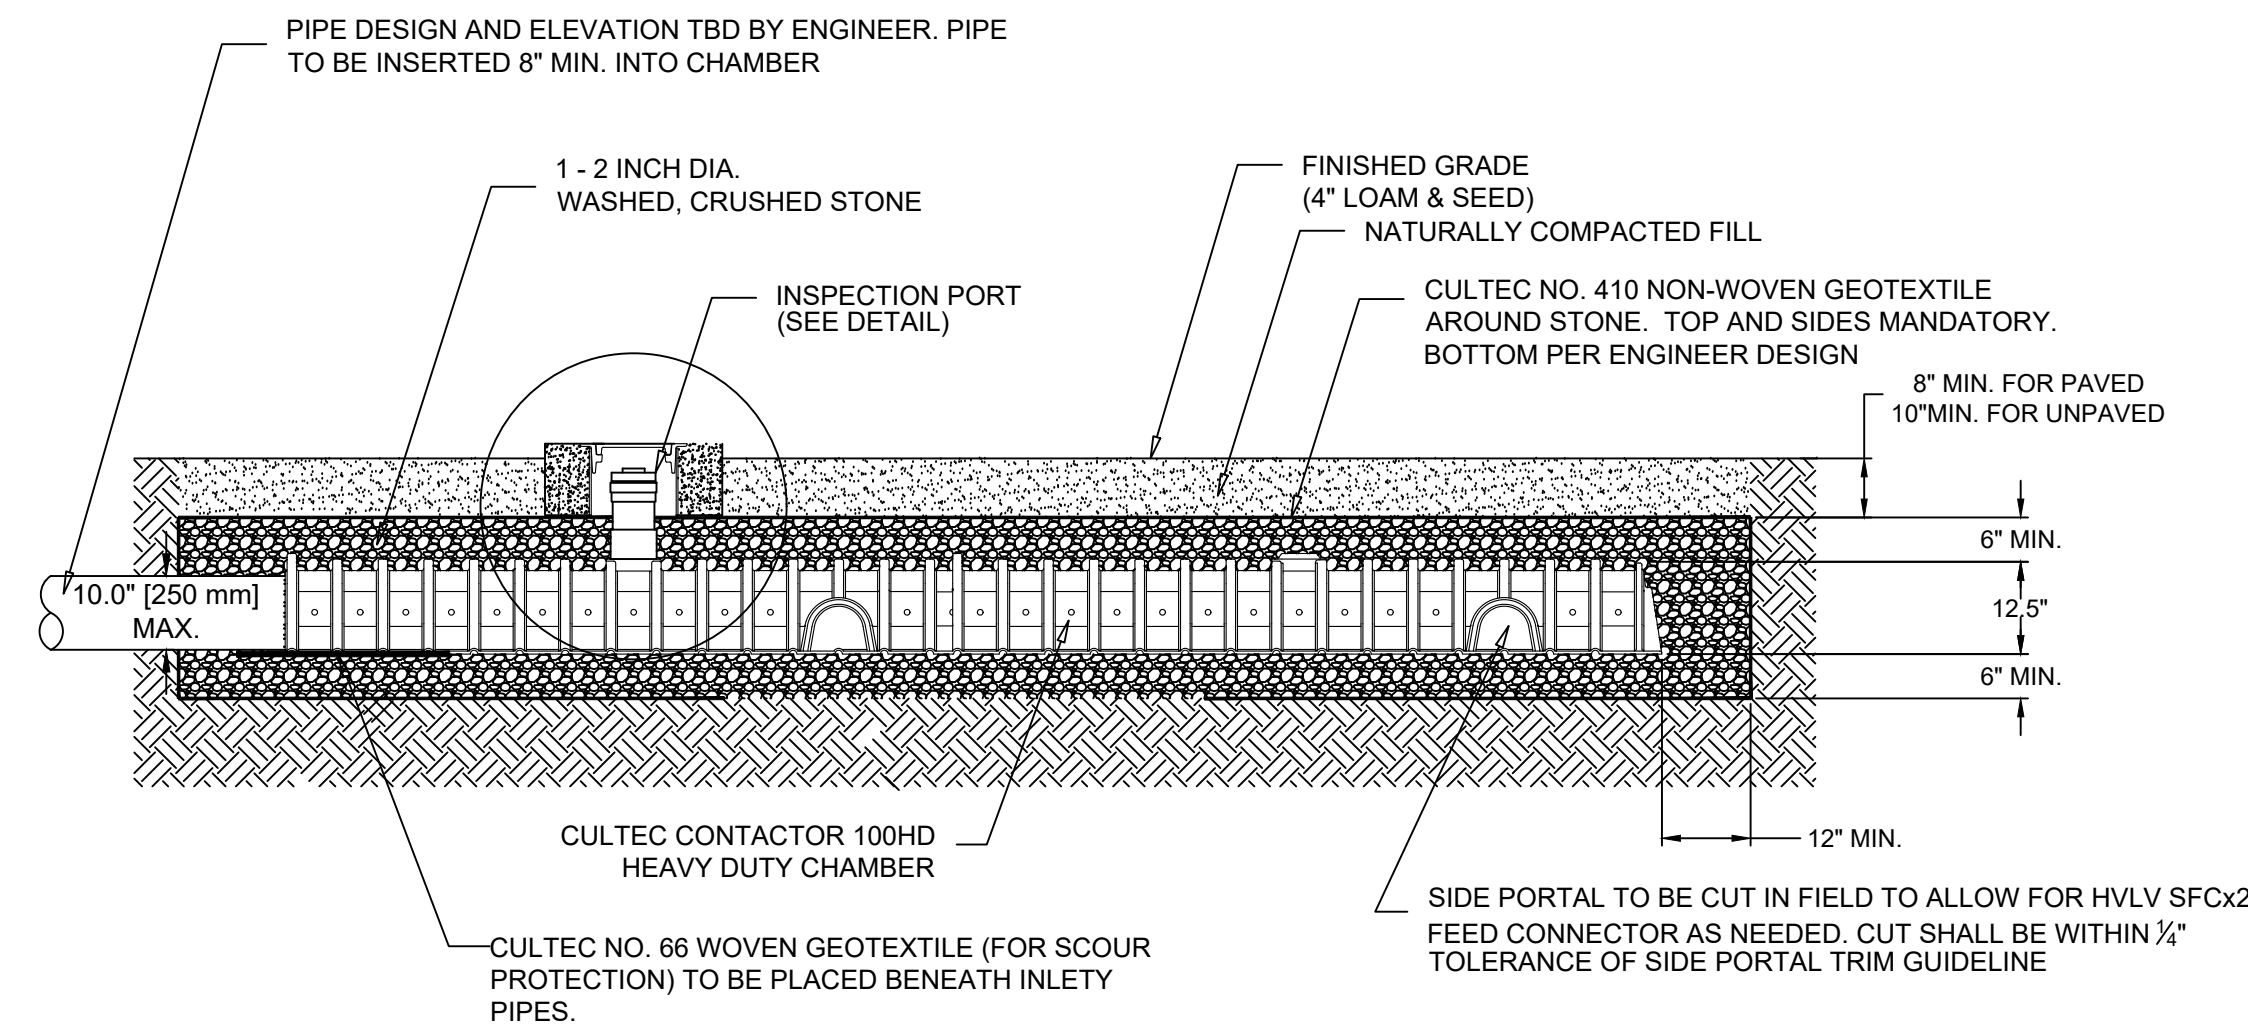 PIPE DESIGN AND ELEVATION TBD BY ENGINEER. PIPE
TO BE INSERTED 8" MIN. INTO CHAMBER
1 - 2 INCH DIA.
WASHED, CRUSHED STONE
FINISHED GRADE
(4" LOAM & SEED)
NATURALLY COMPACTED FILL
INSPECTION PORT
(SEE DETAIL)
CULTEC NO. 410 NON-WOVEN GEOTEXTILE
AROUND STONE. TOP AND SIDES MANDATORY.
BOTTOM PER ENGINEER DESIGN
8" MIN. FOR PAVED
10"MIN. FOR UNPAVED
6" MIN.
12.5"
6" MIN.
10.0" [250 mm]
MAX.
12" MIN.
CULTEC CONTACTOR 100HD
HEAVY DUTY CHAMBER
SIDE PORTAL TO BE CUT IN FIELD TO ALLOW FOR HVLV SFCx2
FEED CONNECTOR AS NEEDED. CUT SHALL BE WITHIN ¼"
TOLERANCE OF SIDE PORTAL TRIM GUIDELINE
CULTEC NO. 66 WOVEN GEOTEXTILE (FOR SCOUR
PROTECTION) TO BE PLACED BENEATH INLETY
PIPES.